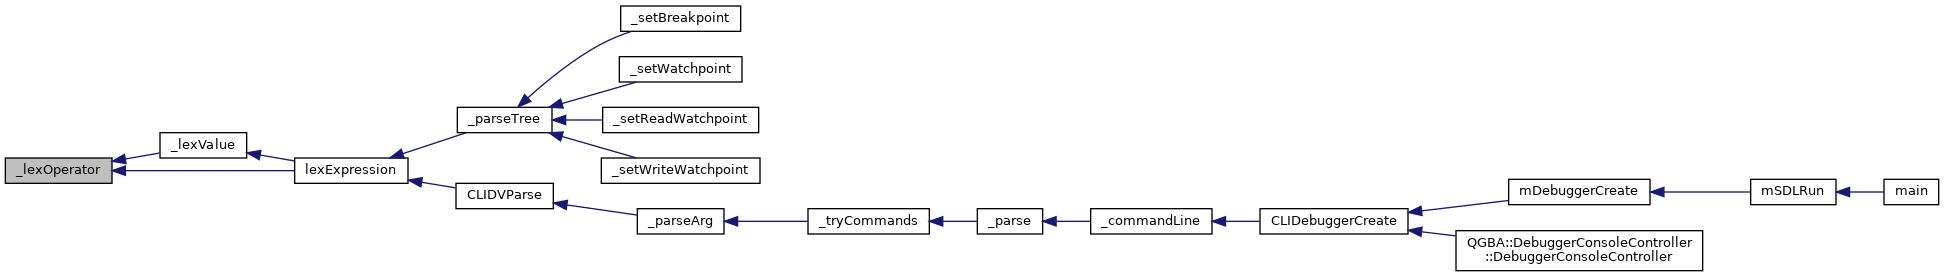 _setBreakpoint
_setWatchpoint
_parseTree
_setReadWatchpoint
_lexValue
_lexOperator
lexExpression
_setWriteWatchpoint
CLIDVParse
mDebuggerCreate
mSDLRun
main
_parseArg
_tryCommands
_parse
_commandLine
CLIDebuggerCreate
QGBA::DebuggerConsoleController
::DebuggerConsoleController